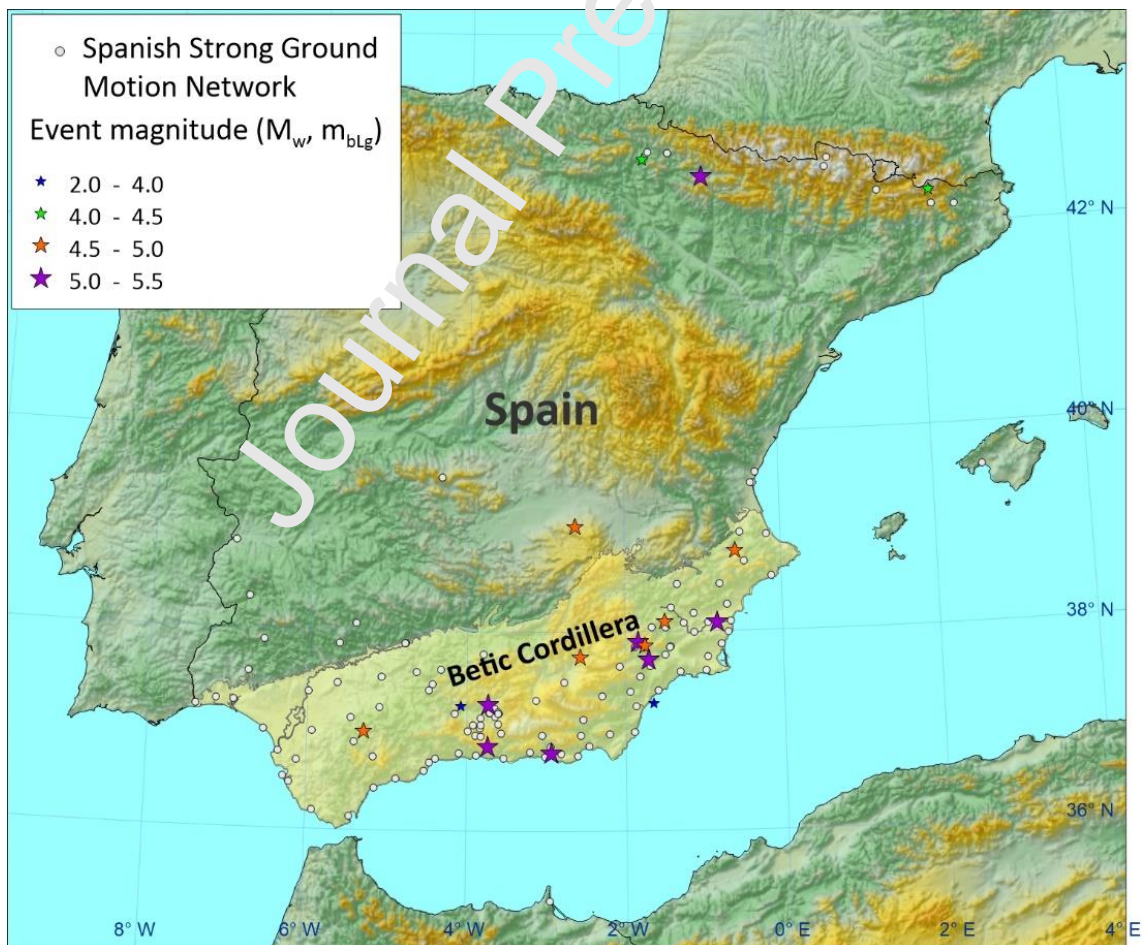 Spanish Strong Ground
Motion Network
Event magnitude (Mw, mbLg)
2.0 - 4.0
4.0 - 4.5
4.5 - 5.0
5.0 - 5.5
Journal Pre
42° N
Spain
40° N
38° N
Betic Cordillera
36° N
8° W
6° W
4° W
2° W
0° E
2° E
4° E